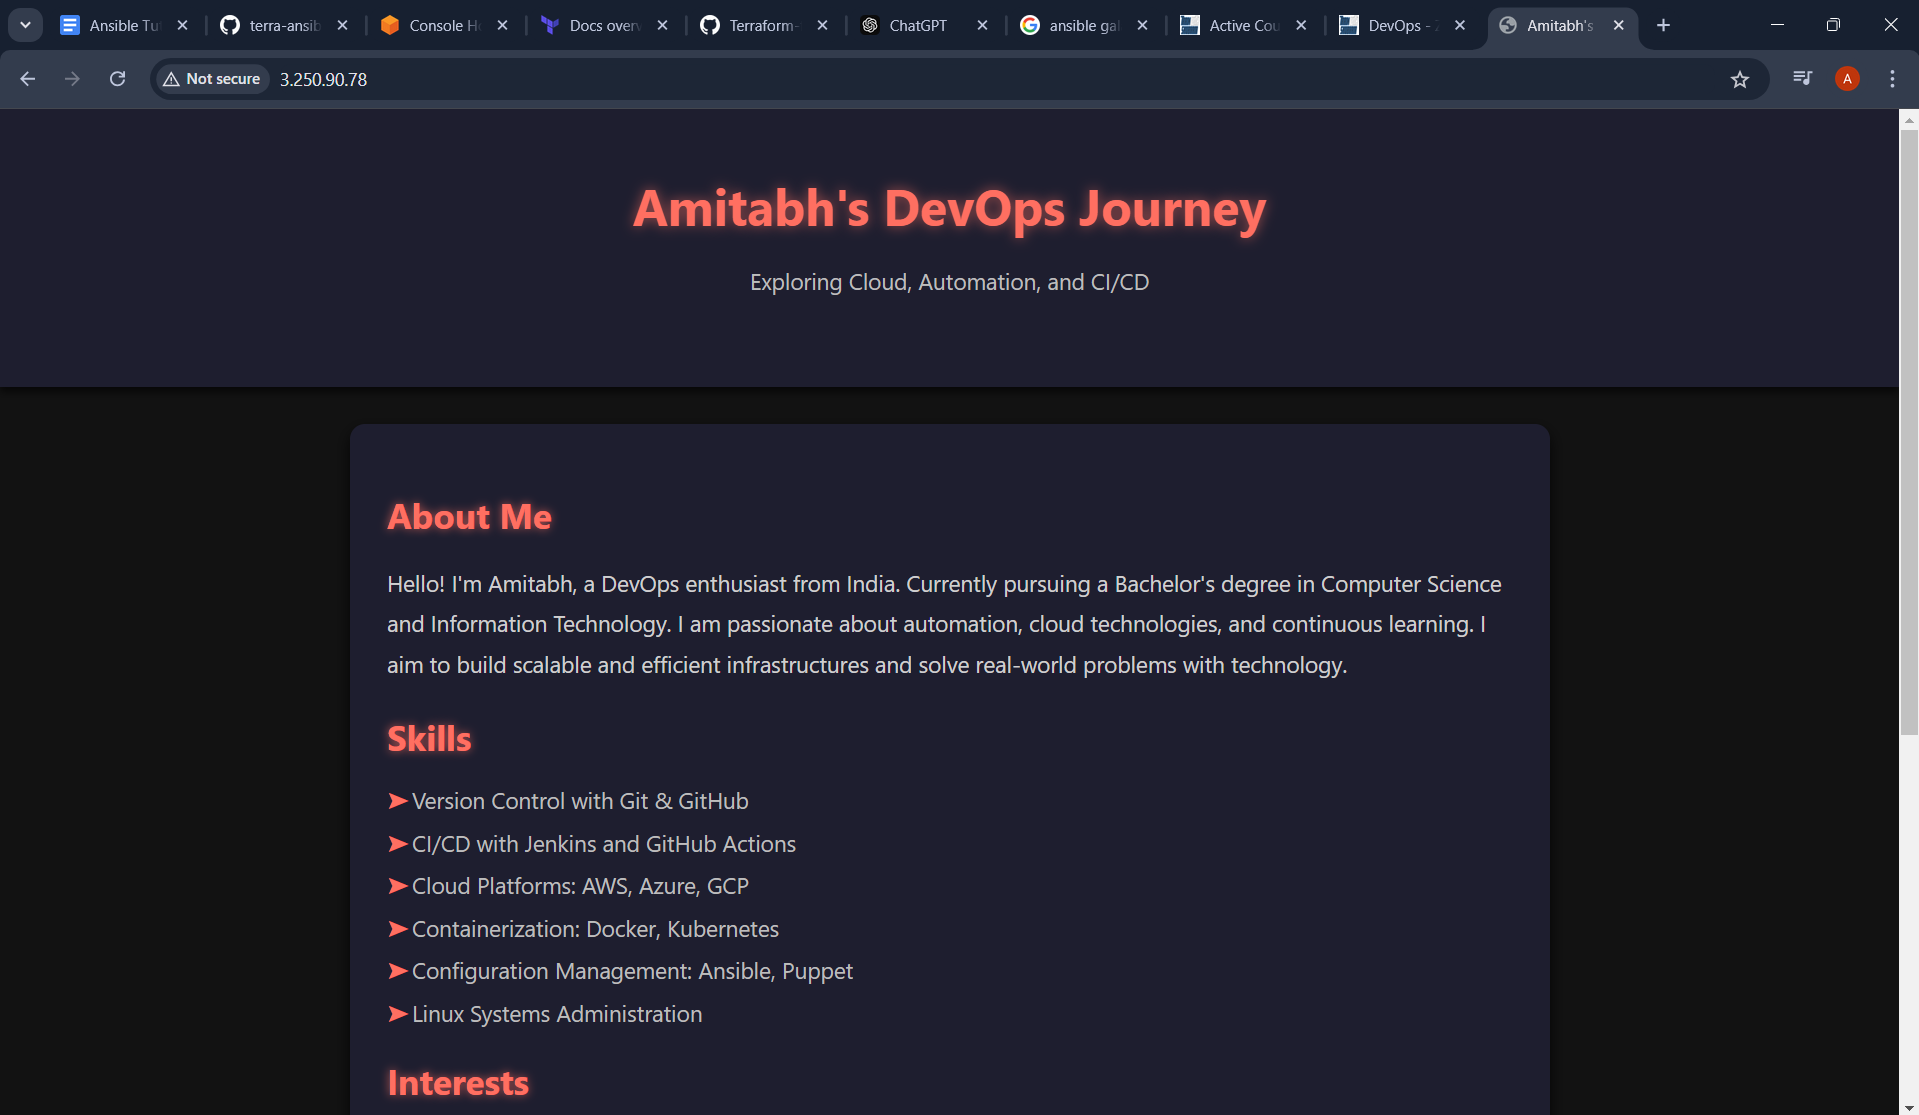 Ansible Tu
terra-ansib
Console H
Docs over
Terraform-
ChatGPT
ansible gal
Active Cou
DevOps -
Amitabh's
Not secure
3.250.90.78
A
Amitabh's DevOps Journey
Exploring Cloud, Automation, and CI/CD
About Me
Hello! I'm Amitabh, a DevOps enthusiast from India. Currently pursuing a Bachelor's degree in Computer Science
and Information Technology. I am passionate about automation, cloud technologies, and continuous learning. I
aim to build scalable and efficient infrastructures and solve real-world problems with technology.
Skills
➤Version Control with Git & GitHub
➤CI/CD with Jenkins and GitHub Actions
➤Cloud Platforms: AWS, Azure, GCP
➤Containerization: Docker, Kubernetes
➤Configuration Management: Ansible, Puppet
➤Linux Systems Administration
Interests